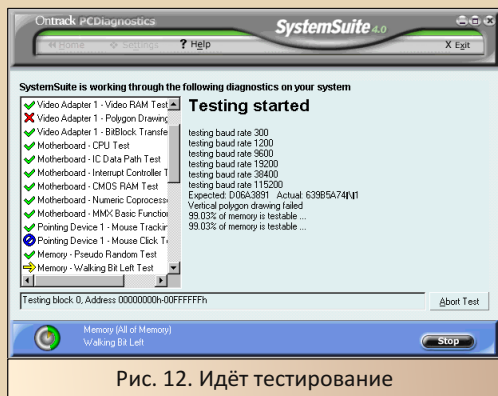 Ontrack PCDiagnostics
SystemSuite 4.0
Home
Settings
? Help
X Exit
SystemSuite is working through the following diagnostics on your system
Video Adapter 1 - Video RAM Test
Video Adapter 1 - Polygon Drawing
Video Adapter 1 - BitBlock Transfe
Motherboard - CPU Test
Motherboard - IC Data Path Test
Motherboard - Interrupt Controller T
Motherboard - CMOS RAM Test
Motherboard - Numeric Coprocess
Motherboard - MMX Basic Function
Pointing Device 1 - Mouse Trackin
Pointing Device 1 - Mouse Click T
Memory - Pseudo Random Test
Memory - Walking Bit Left Test
Testing started
testing baud rate 300
testing baud rate 1200
testing baud rate 9600
testing baud rate 19200
testing baud rate 38400
testing baud rate 115200
Expected: D06A3891 Actual: 639B5A74\f\j1
Vertical polygon drawing failed
99.03% of memory is testable ...
99.03% of memory is testable ...
Testing block 0, Address 00000000h-00FFFFFFh
Abort Test
Memory (All of Memory)
Walking Bit Left
Stop
Рис. 12. Идёт тестирование